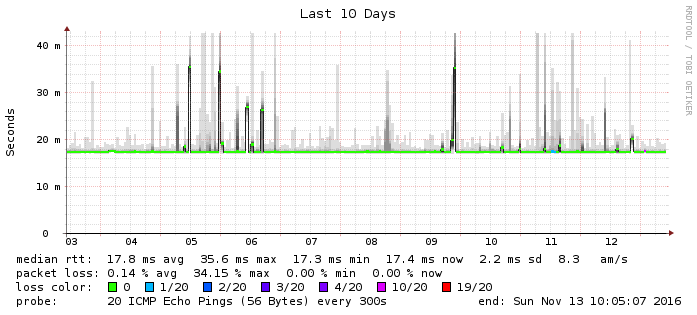 Last 10 Days
RRDTOOL / TOBI OETIKER
Seconds
40 m
30 m
20 m
10 m
0
03 04 05 06 07 08 09 10 11 12
median rtt: 17.8 ms avg 35.6 ms max 17.3 ms min 17.4 ms now 2.2 ms sd 8.3 am/s
packet loss: 0.14 % avg 34.15 % max 0.00 % min 0.00 % now
loss color: 0 1/20 2/20 3/20 4/20 10/20 19/20
probe: 20 ICMP Echo Pings (56 Bytes) every 300s end: Sun Nov 13 10:05:07 2016